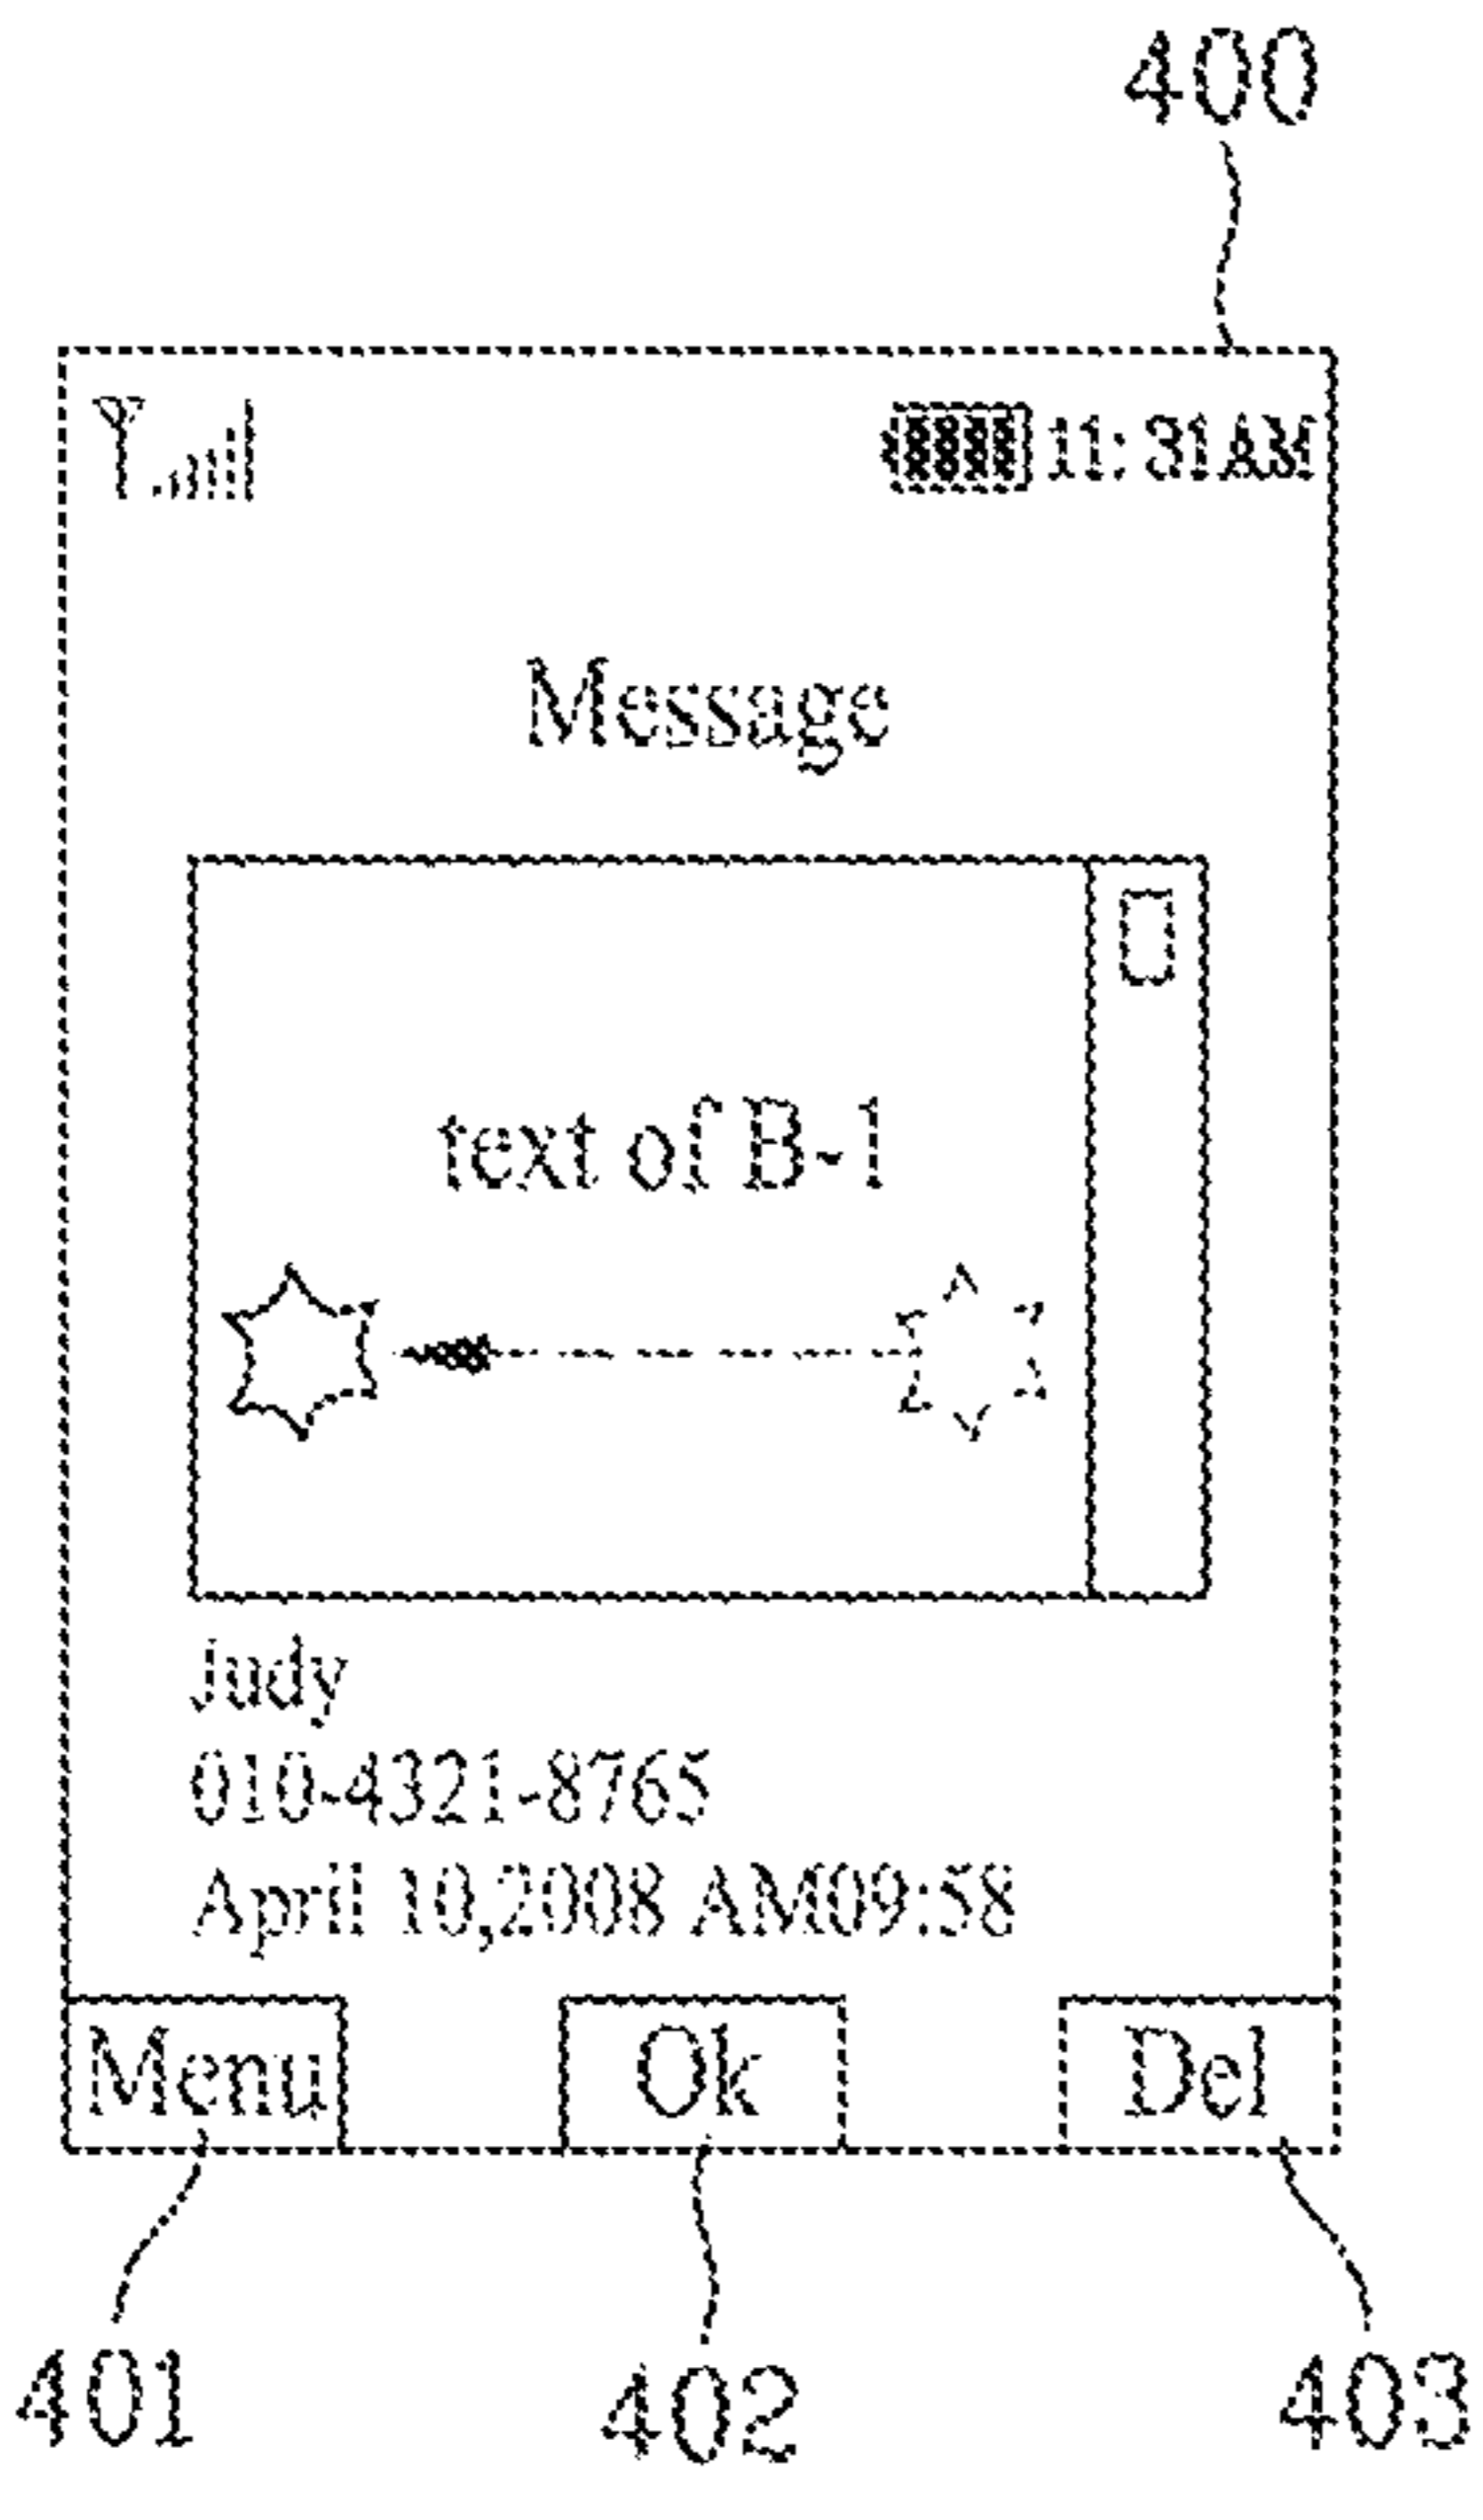 400
11:31AM
Message
text of B-1
Judy
010-4321-8765
April 10,2008 AM09:58
Menu Ok Del
401 402 403